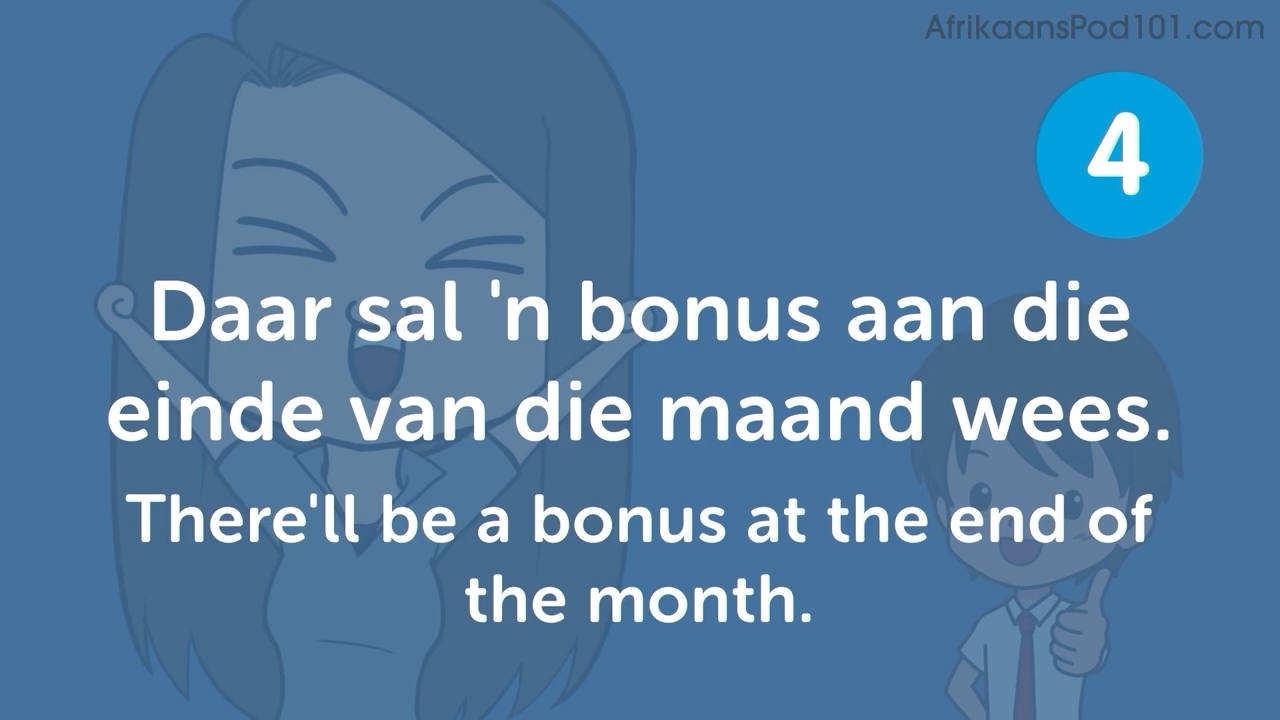 AfrikaansPod101.com
4
Daar sal 'n bonus aan die
einde van die maand wees.
There'll be a bonus at the end of
the month.